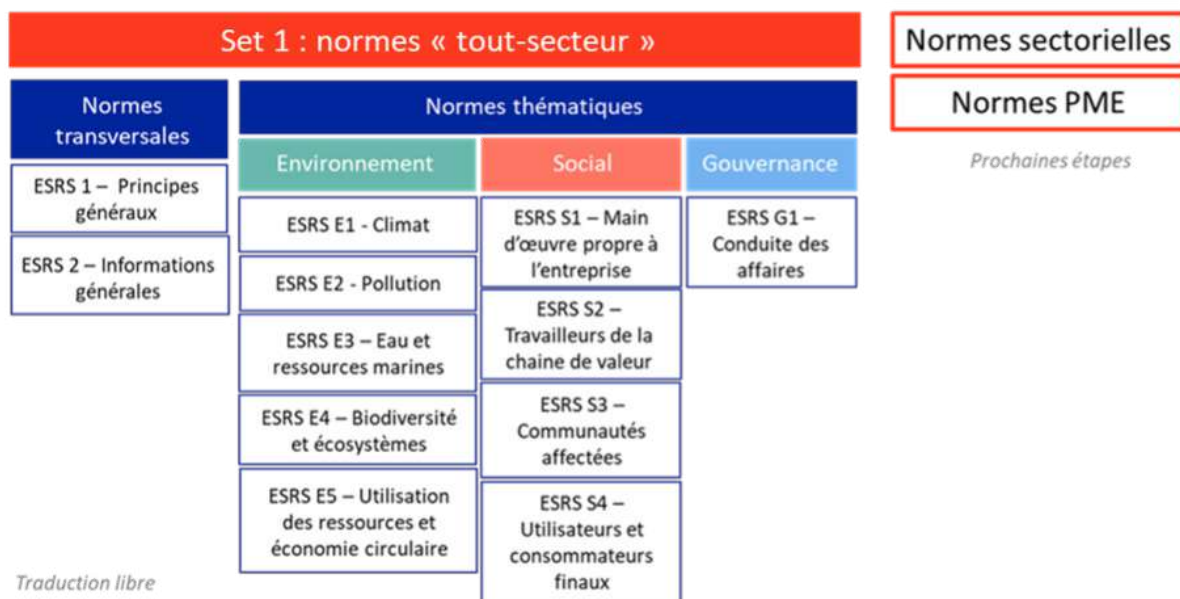 Set 1 : normes « tout-secteur »
Normes sectorielles
Normes PME
Prochaines étapes
Normes
transversales
Normes thématiques
Environnement
Social
Gouvernance
ESRS 1 – Principes
généraux
ESRS 2 – Informations
générales
ESRS E1 - Climat
ESRS E2 - Pollution
ESRS E3 – Eau et
ressources marines
ESRS E4 – Biodiversité
et écosystèmes
ESRS E5 – Utilisation
des ressources et
économie circulaire
ESRS S1 – Main
d’œuvre propre à
l’entreprise
ESRS S2 –
Travailleurs de la
chaine de valeur
ESRS S3 –
Communautés
affectées
ESRS S4 –
Utilisateurs et
consommateurs
finaux
ESRS G1 –
Conduite des
affaires
Traduction libre